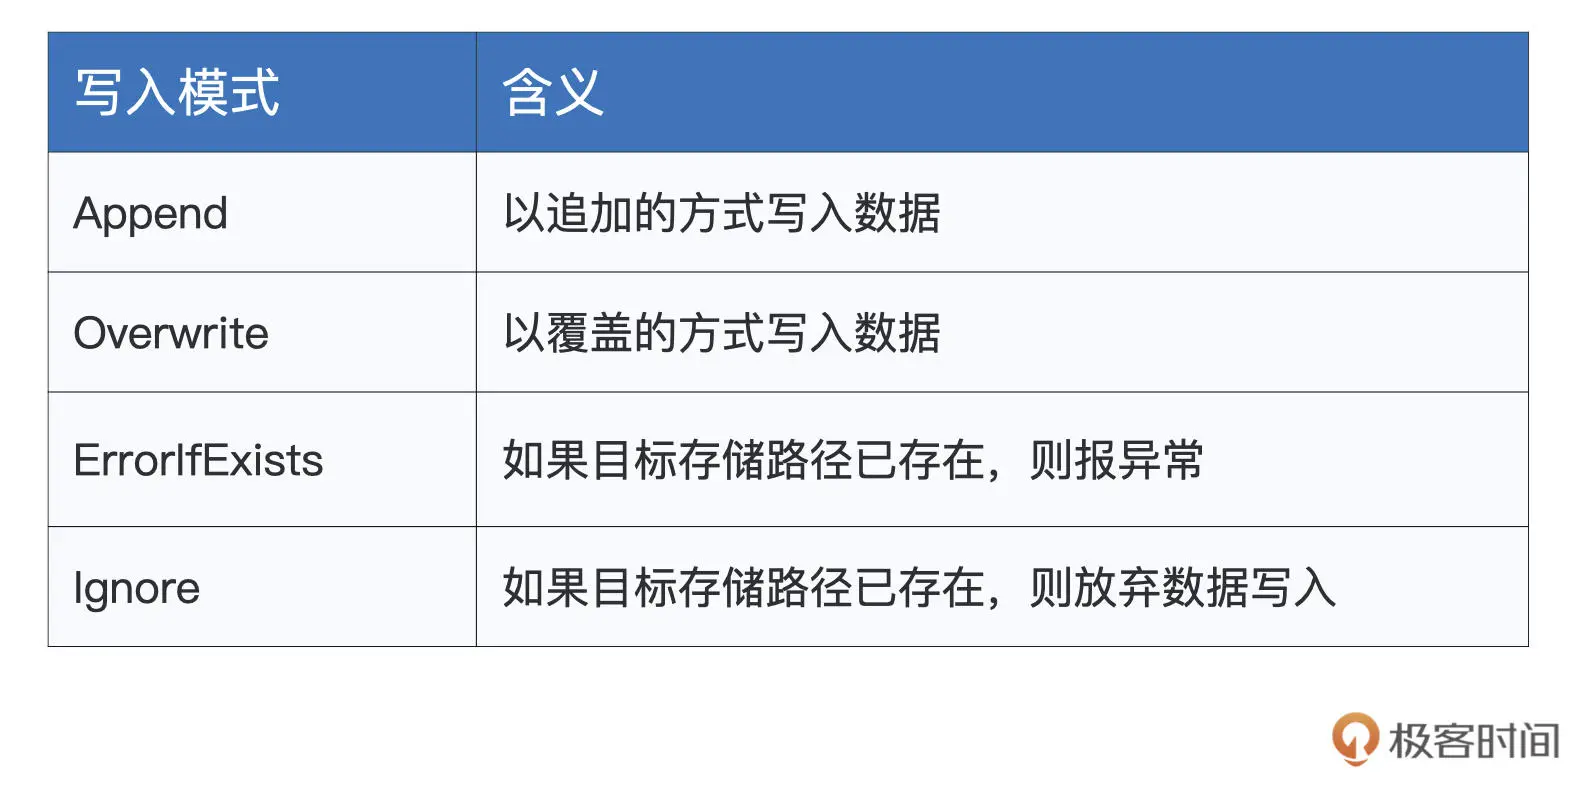 写入模式 含义
Append 以追加的方式写入数据
Overwrite 以覆盖的方式写入数据
ErrorIfExists 如果目标存储路径已存在，则报异常
Ignore 如果目标存储路径已存在，则放弃数据写入
极客时间